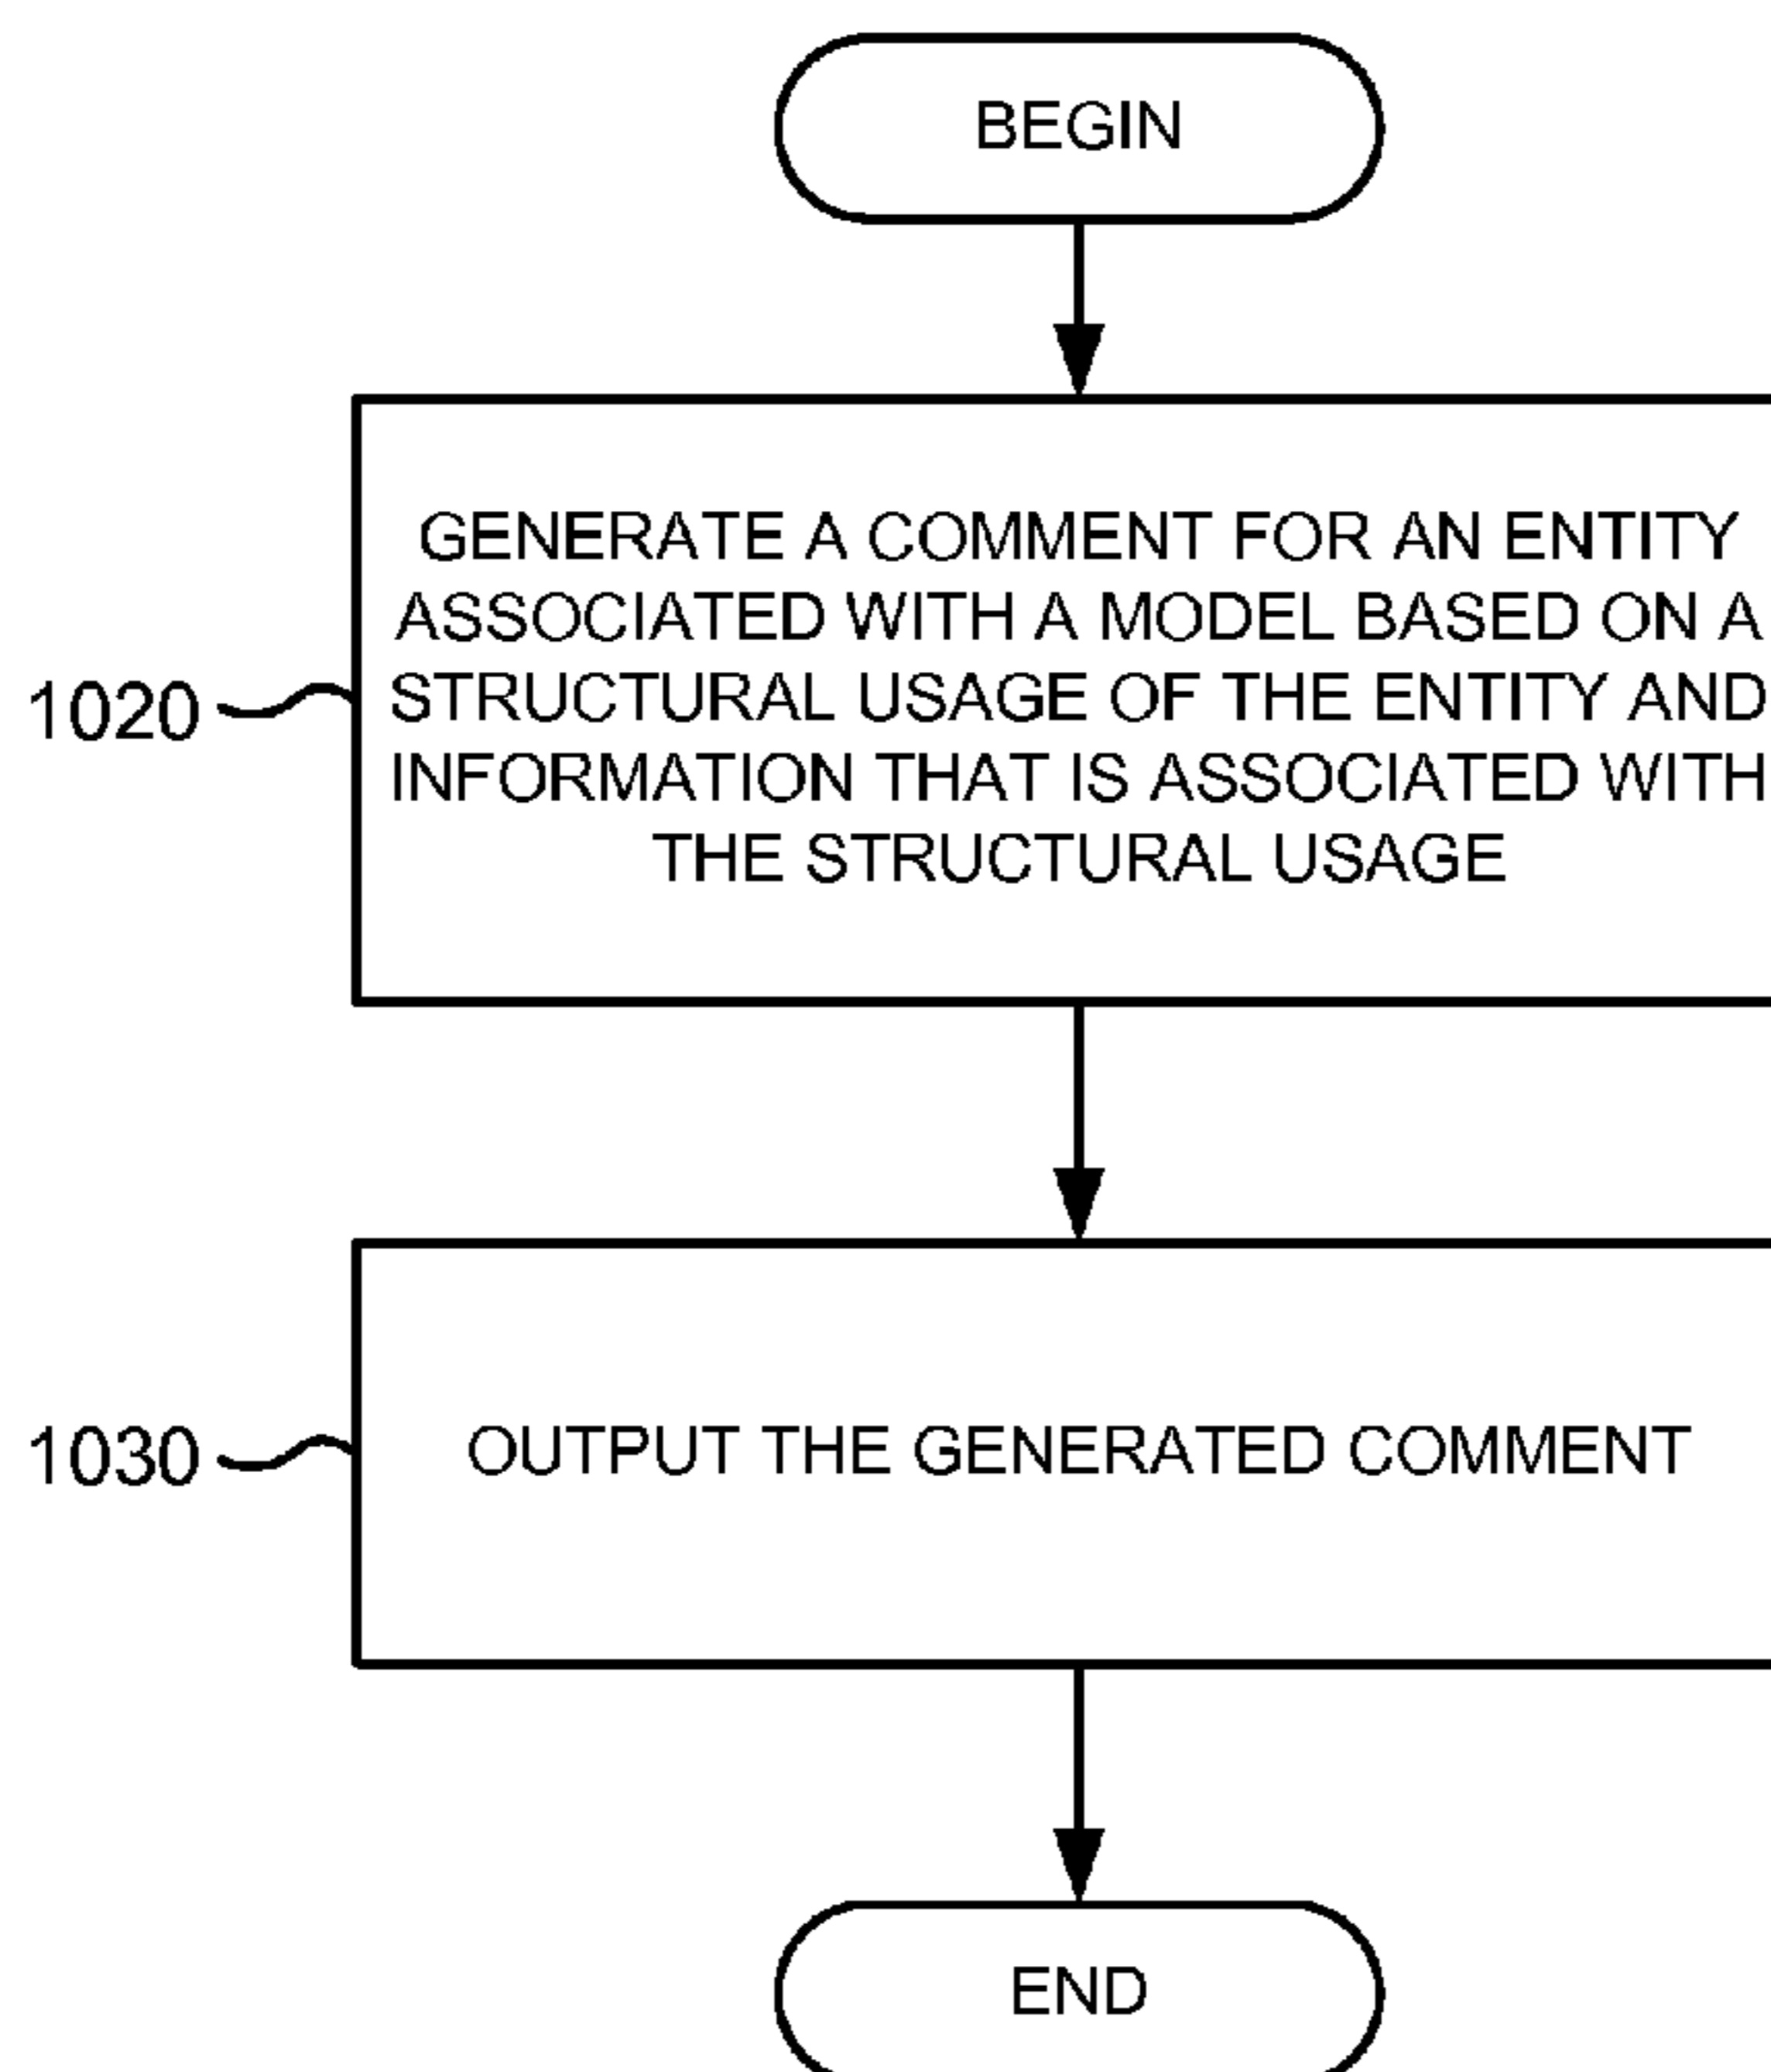 BEGIN
GENERATE A COMMENT FOR AN ENTITY
ASSOCIATED WITH A MODEL BASED ON A
1020 STRUCTURAL USAGE OF THE ENTITY AND
INFORMATION THAT IS ASSOCIATED WITH
THE STRUCTURAL USAGE
1030 OUTPUT THE GENERATED COMMENT
END